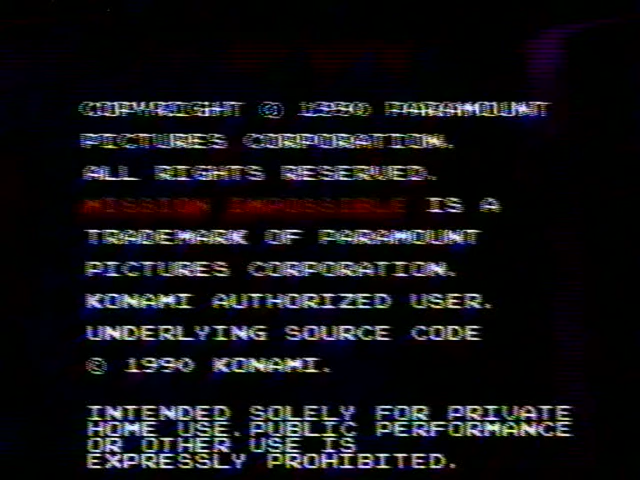 COPYRIGHT © 1990 PARAMOUNT
PICTURES CORPORATION.
ALL RIGHTS RESERVED.
MISSION IMPOSSIBLE IS A
TRADEMARK OF PARAMOUNT
PICTURES CORPORATION.
KONAMI AUTHORIZED USER.
UNDERLYING SOURCE CODE
© 1990 KONAMI.
INTENDED SOLELY FOR PRIVATE
HOME USE.PUBLIC PERFORMANCE
OR OTHER USE IS
EXPRESSLY PROHIBITED.